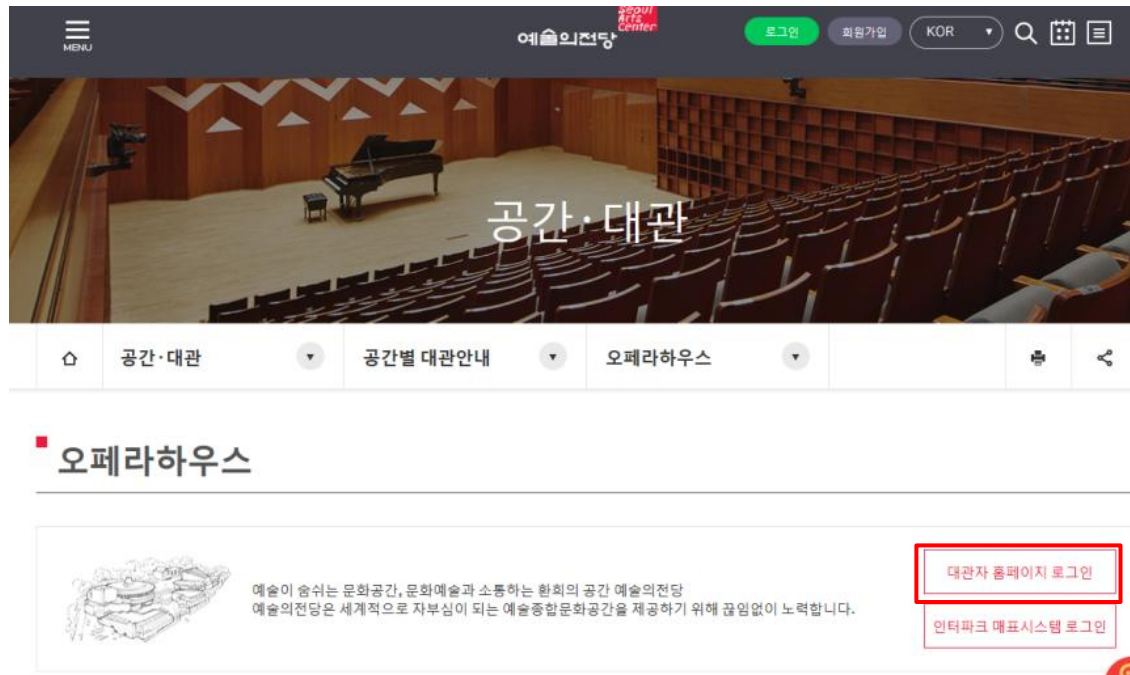 MENU
예술의전당
Seoul
Arts
Center
로그인
회원가입
KOR
공간·대관
공간·대관
공간별 대관안내
오페라하우스
오페라하우스
예술이 숨쉬는 문화공간, 문화예술과 소통하는 환희의 공간 예술의전당
예술의전당은 세계적으로 자부심이 되는 예술종합문화공간을 제공하기 위해 끊임없이 노력합니다.
대관자 홈페이지 로그인
인터파크 매표시스템 로그인